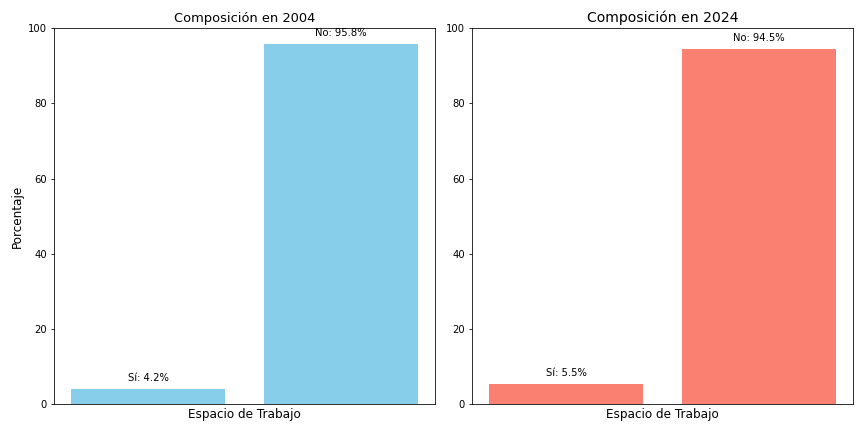 Composición en 2004
No: 95.8%
Sí: 4.2%
100
80
60
40
20
0
Porcentaje
Espacio de Trabajo
Composición en 2024
No: 94.5%
Sí: 5.5%
100
80
60
40
20
0
Espacio de Trabajo